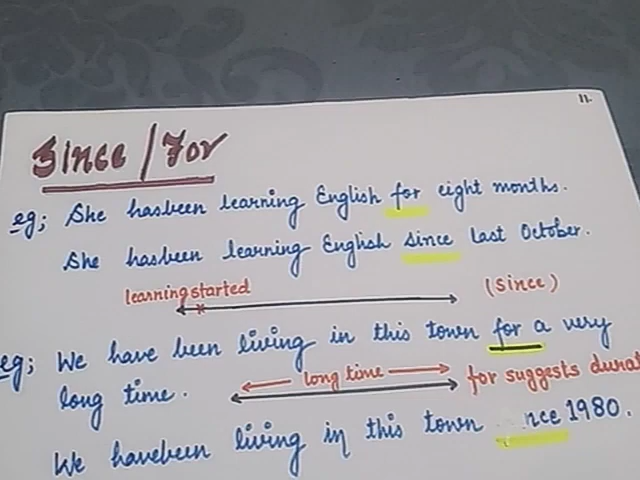 11.
Since / For
eg; She hasbeen learning English for eight months.
She hasbeen learning English since last October.
learning started (Since)
eg; We have been living in this town for a very
long time. long time for suggests
We havebeen living in this town 1980.